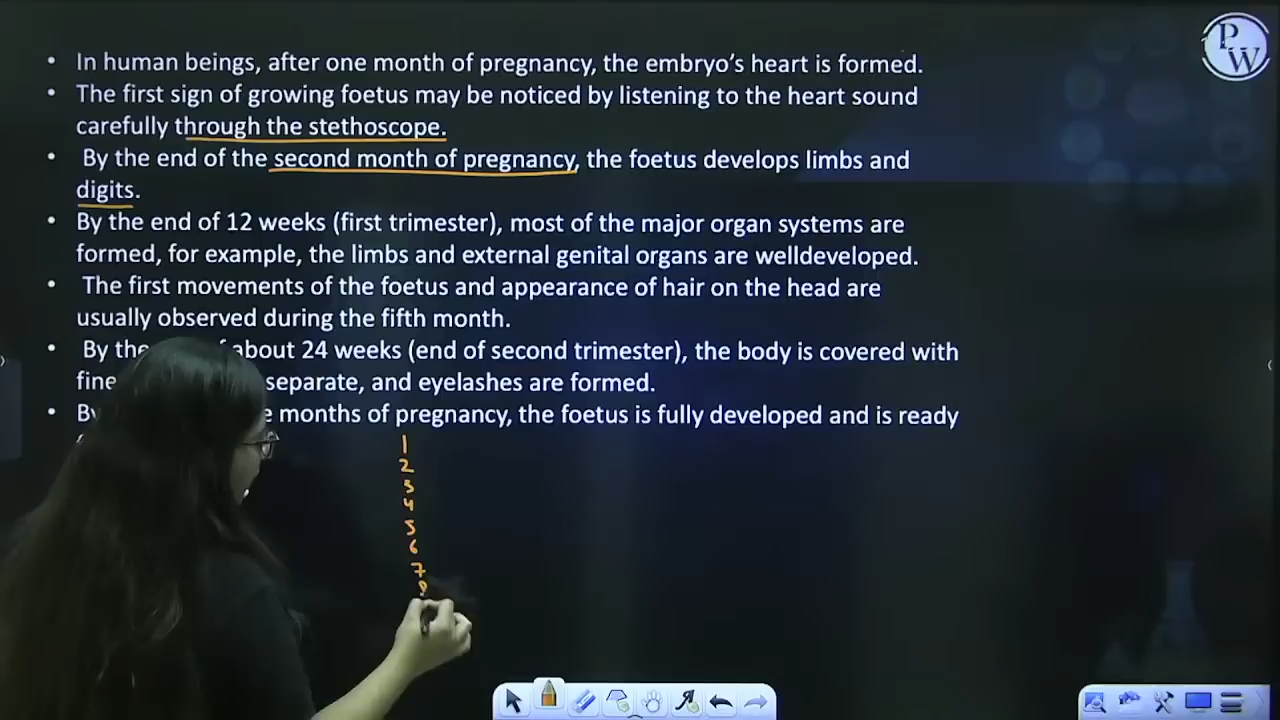 PW
• In human beings, after one month of pregnancy, the embryo’s heart is formed.
• The first sign of growing foetus may be noticed by listening to the heart sound
carefully through the stethoscope.
• By the end of the second month of pregnancy, the foetus develops limbs and
digits.
• By the end of 12 weeks (first trimester), most of the major organ systems are
formed, for example, the limbs and external genital organs are welldeveloped.
• The first movements of the foetus and appearance of hair on the head are
usually observed during the fifth month.
• By the about 24 weeks (end of second trimester), the body is covered with
fine separate, and eyelashes are formed.
• By months of pregnancy, the foetus is fully developed and is ready
1
2
3
4
5
6
7
8